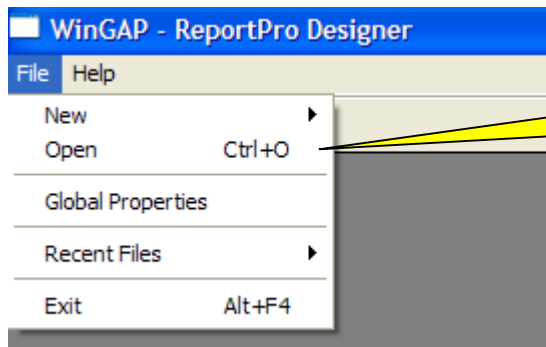 WinGAP - ReportPro Designer
File Help
New
Open Ctrl+O
Global Properties
Recent Files
Exit Alt+F4